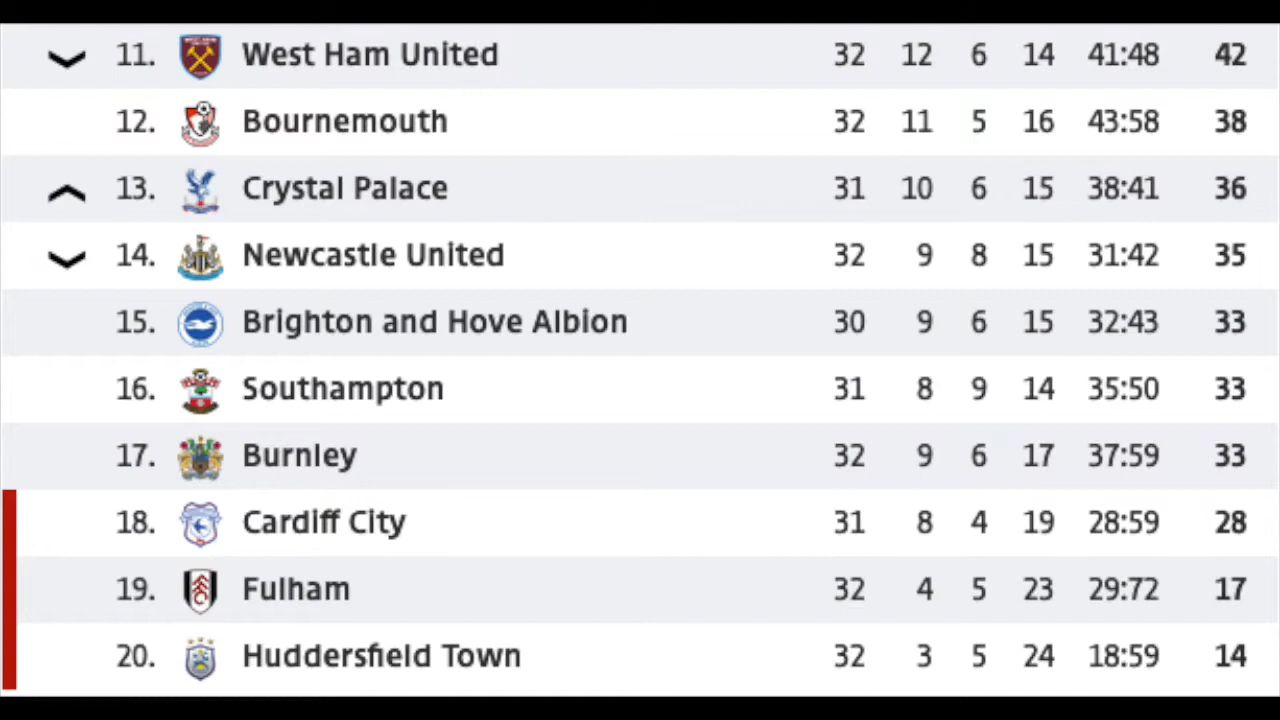 11. West Ham United 32 12 6 14 41:48 42
12. Bournemouth 32 11 5 16 43:58 38
13. Crystal Palace 31 10 6 15 38:41 36
14. Newcastle United 32 9 8 15 31:42 35
15. Brighton and Hove Albion 30 9 6 15 32:43 33
16. Southampton 31 8 9 14 35:50 33
17. Burnley 32 9 6 17 37:59 33
18. Cardiff City 31 8 4 19 28:59 28
19. Fulham 32 4 5 23 29:72 17
20. Huddersfield Town 32 3 5 24 18:59 14